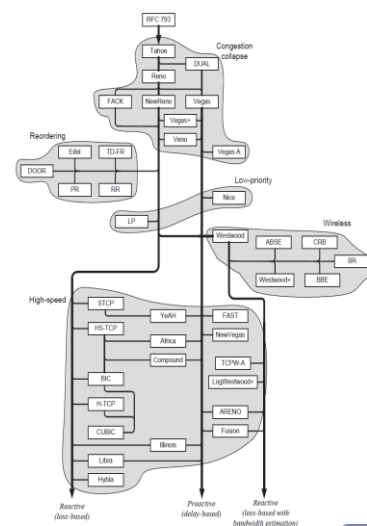 RFC 793
Tahoe
Congestion
collapse
DUAL
Reno
FACK
NewReno
Vegas
Vegas+
Veno
Vegas A
Reordering
Eifel
TD-FR
DOOR
PR
RR
Low-priority
Nice
LP
Wireless
Westwood
ABSE
CRB
BR
Westwood+
BBE
High-speed
STCP
YeAH
FAST
HS-TCP
Africa
NewVegas
Compound
TCPW-A
BIC
LogWestwood+
H-TCP
ARENO
CUBIC
Fusion
Illinois
Libra
Hybla
Reactive
(loss-based)
Proactive
(delay-based)
Reactive
(loss-based with
bandwidth estimation)